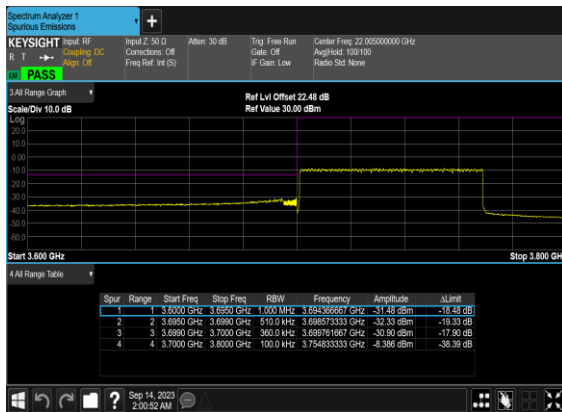 Spectrum Analyzer 1
Spurious Emissions
KEYSIGHT Input: RF Input Z: 50 Ω Atten: 30 dB Trig: Free Run Center Freq: 22.005000000 GHz
R T Coupling: DC Corrections: Off Gate: Off Avg|Hold: 100/100
Align: Off Freq Ref: Int (S) IF Gain: Low Radio Std: None
PASS
3 All Range Graph
Ref Lvl Offset 22.48 dB
Scale/Div 10.0 dB Ref Value 30.00 dBm
Log
20.0
10.0
0.00
-10.0
-20.0
-30.0
-40.0
-50.0
-60.0
Start 3.600 GHz Stop 3.800 GH
4 All Range Table
Spur Range Start Freq Stop Freq RBW Frequency Amplitude ΔLimit
1 1 3.6000 GHz 3.6950 GHz 1.000 MHz 3.694366667 GHz -31.48 dBm -18.48 dB
2 2 3.6950 GHz 3.6990 GHz 510.0 kHz 3.698573333 GHz -32.33 dBm -19.33 dB
3 3 3.6990 GHz 3.7000 GHz 360.0 kHz 3.699761667 GHz -30.90 dBm -17.90 dB
4 4 3.7000 GHz 3.8000 GHz 100.0 kHz 3.754833333 GHz -8.386 dBm -38.39 dB
? Sep 14, 2023
2:00:52 AM